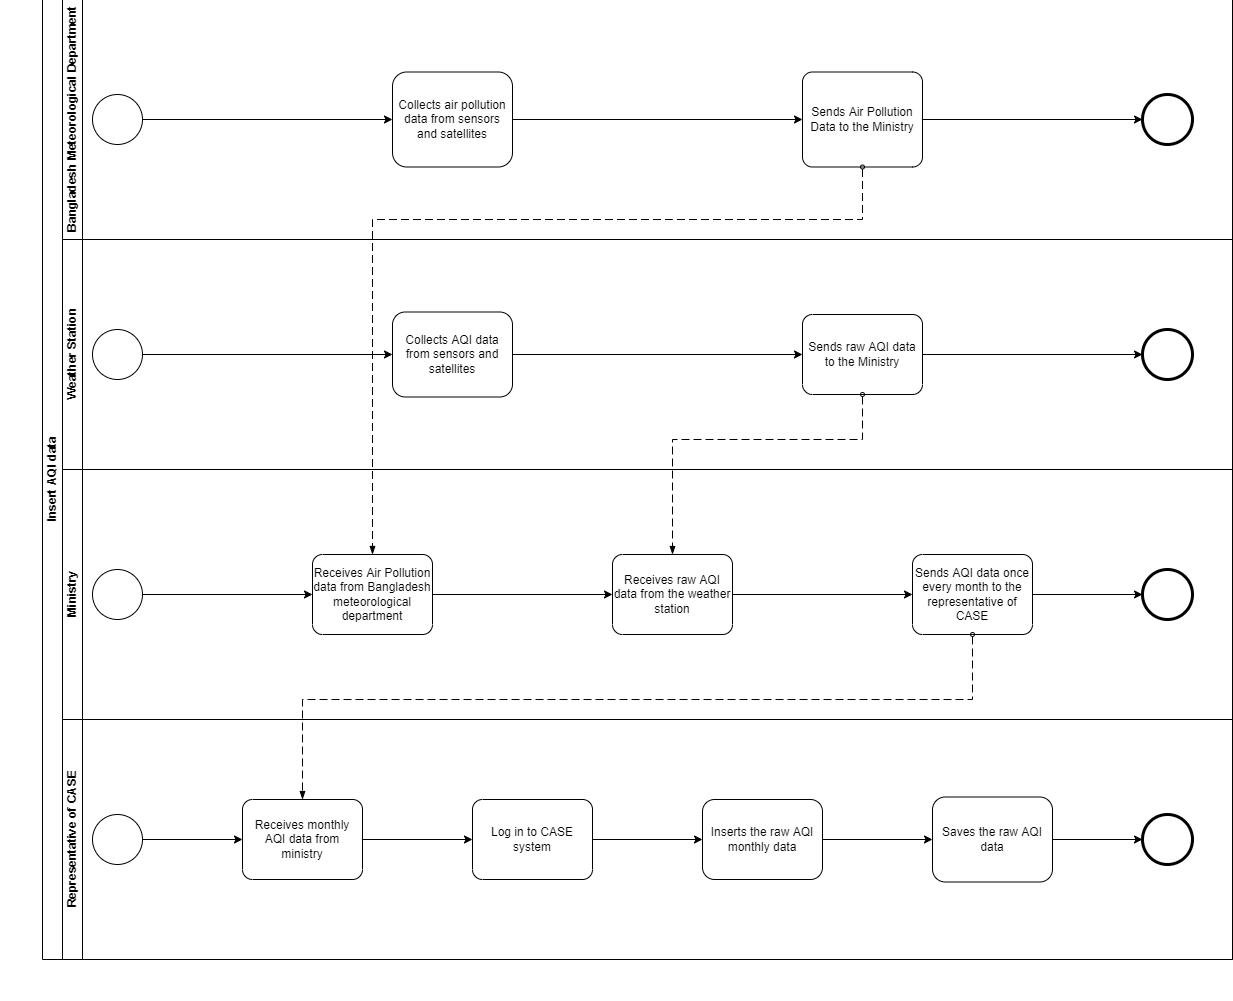 Insert AQI data
Bangladesh Meteorological Department
Collects air pollution
data from sensors
and satellites
Sends Air Pollution
Data to the Ministry
Weather Station
Collects AQI data
from sensors and
satellites
Sends raw AQI data
to the Ministry
Ministry
Receives Air Pollution
data from Bangladesh
meteorological
department
Receives raw AQI
data from the weather
station
Sends AQI data once
every month to the
representative of
CASE
Representative of CASE
Receives monthly
AQI data from
ministry
Log in to CASE
system
Inserts the raw AQI
monthly data
Saves the raw AQI
data